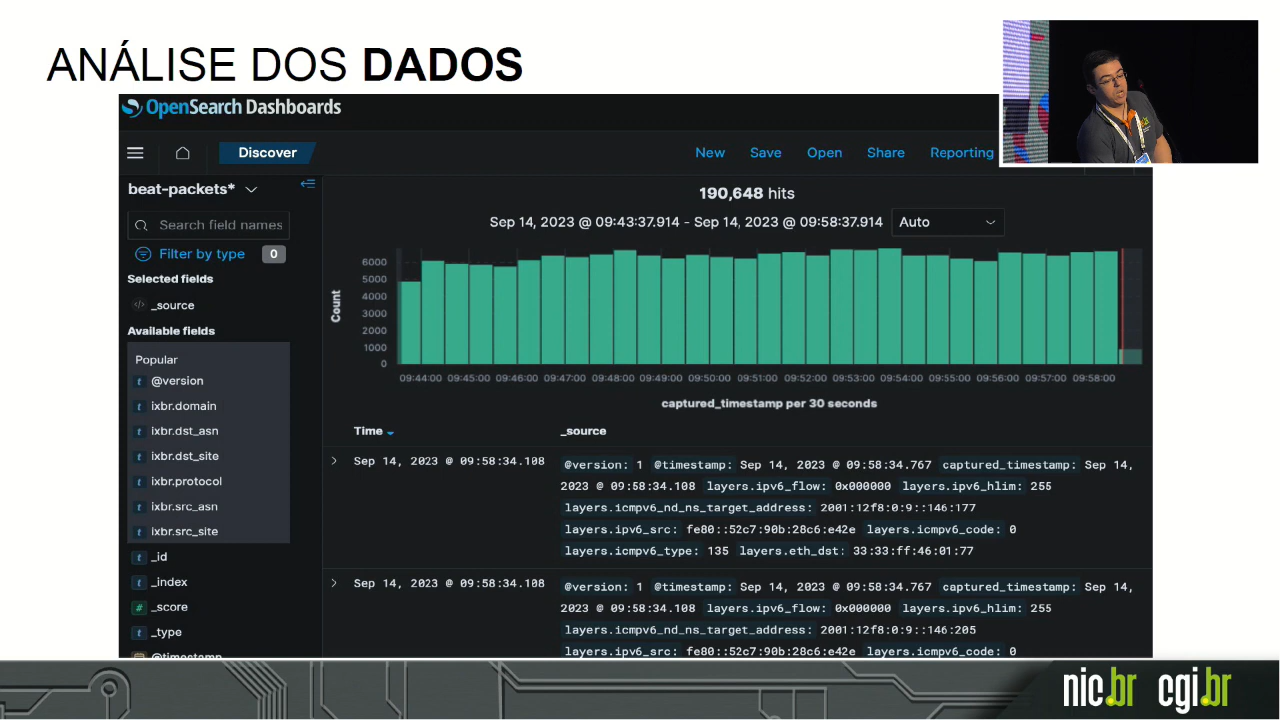 ANÁLISE DOS DADOS
OpenSearch Dashboards
Discover
New Save Open Share Reporting
beat-packets*
Search field names
Filter by type 0
Selected fields
_source
Available fields
Popular
@version
ixbr.domain
ixbr.dst_asn
ixbr.dst_site
ixbr.protocol
ixbr.src_asn
ixbr.src_site
_id
_index
_score
_type
@timestamp
190,648 hits
Sep 14, 2023 @ 09:43:37.914 - Sep 14, 2023 @ 09:58:37.914 Auto
Count
6000
5000
4000
3000
2000
1000
0
09:44:00 09:45:00 09:46:00 09:47:00 09:48:00 09:49:00 09:50:00 09:51:00 09:52:00 09:53:00 09:54:00 09:55:00 09:56:00 09:57:00 09:58:00
captured_timestamp per 30 seconds
Time _source
Sep 14, 2023 @ 09:58:34.108
@version: 1 @timestamp: Sep 14, 2023 @ 09:58:34.767 captured_timestamp: Sep 14,
2023 @ 09:58:34.108 layers.ipv6_flow: 0x000000 layers.ipv6_hlim: 255
layers.icmpv6_nd_ns_target_address: 2001:12f8:0:9::146:177
layers.ipv6_src: fe80::52c7:90b:28c6:e42e layers.icmpv6_code: 0
layers.icmpv6_type: 135 layers.eth_dst: 33:33:ff:46:01:77
Sep 14, 2023 @ 09:58:34.108
@version: 1 @timestamp: Sep 14, 2023 @ 09:58:34.767 captured_timestamp: Sep 14,
2023 @ 09:58:34.108 layers.ipv6_flow: 0x000000 layers.ipv6_hlim: 255
layers.icmpv6_nd_ns_target_address: 2001:12f8:0:9::146:205
layers.ipv6_src: fe80::52c7:90b:28c6:e42e layers.icmpv6_code: 0
nic.br cgi.br